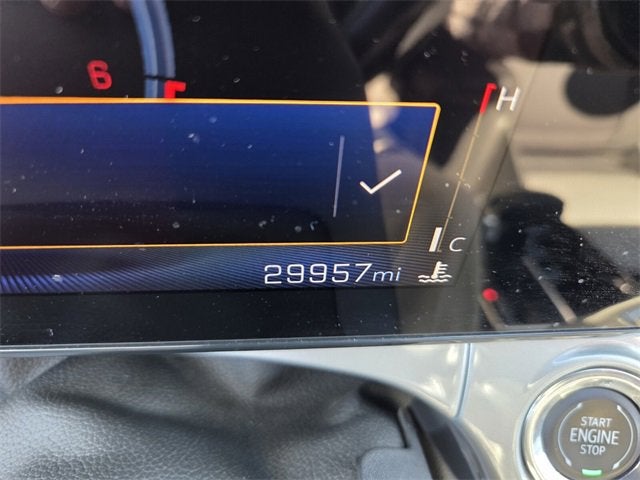 6
H
C
29957mi
START
ENGINE
STOP